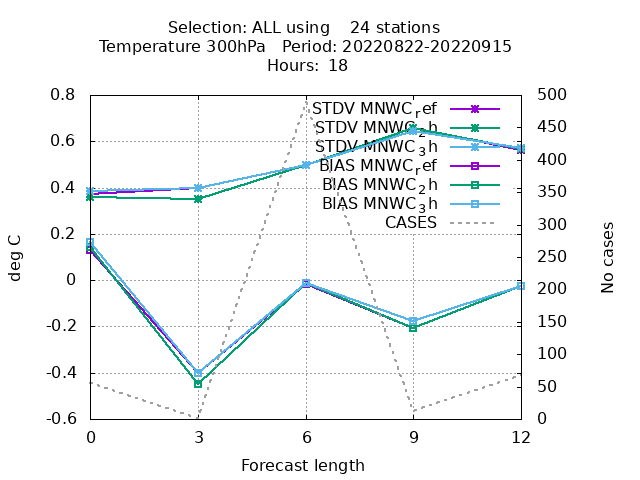 Selection: ALL using 24 stations
Temperature 300hPa Period: 20220822-20220915
Hours: 18
STDV MNWC_ref
STDV MNWC_2h
STDV MNWC_3h
BIAS MNWC_ref
BIAS MNWC_2h
BIAS MNWC_3h
CASES
0.8
0.6
0.4
0.2
0
-0.2
-0.4
-0.6
500
450
400
350
300
250
200
150
100
50
0
deg C
No cases
0 3 6 9 12
Forecast length